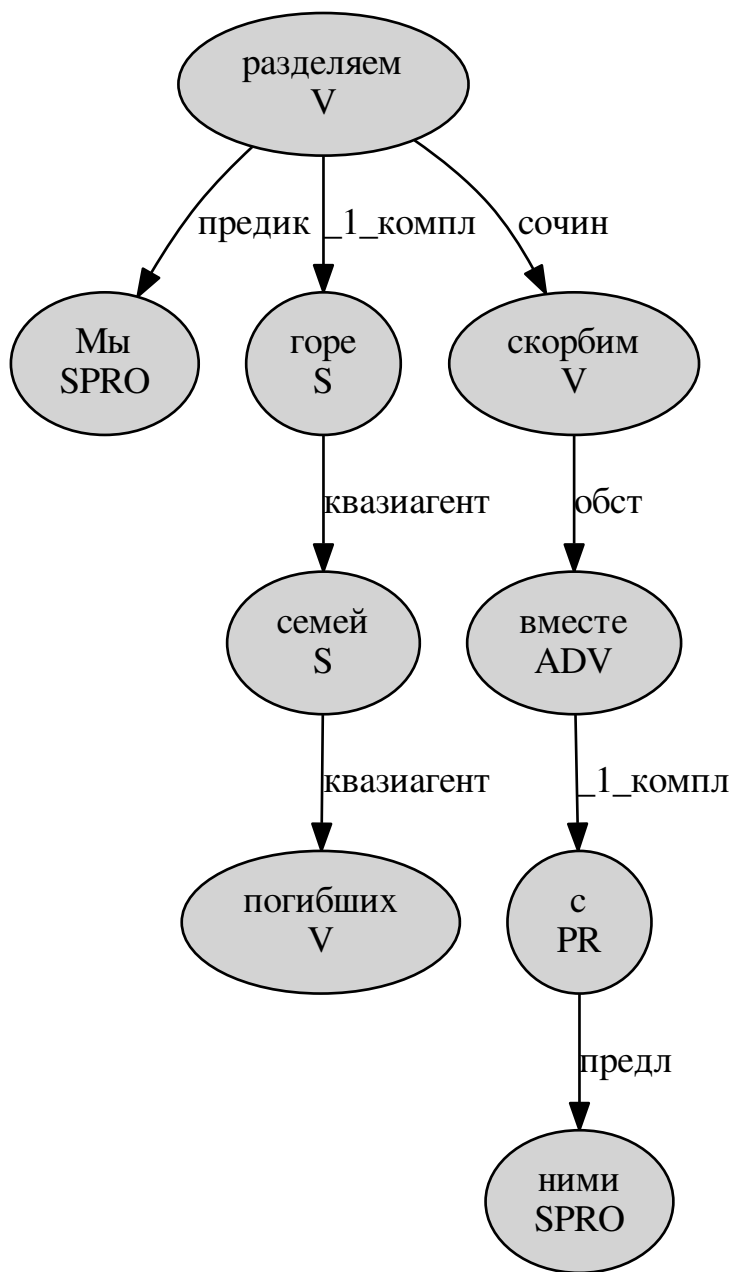 разделяем
V
предик
_1_компл
сочин
Мы
SPRO
горе
S
скорбим
V
квазиагент
обст
семей
S
вместе
ADV
квазиагент
_1_компл
погибших
V
с
PR
предл
ними
SPRO